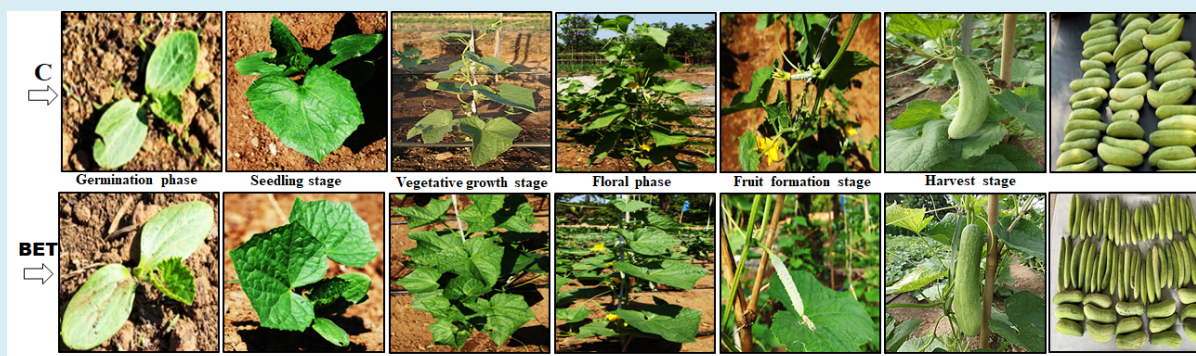 C
Germination phase
Seedling stage
Vegetative growth stage
Floral phase
Fruit formation stage
Harvest stage
BET